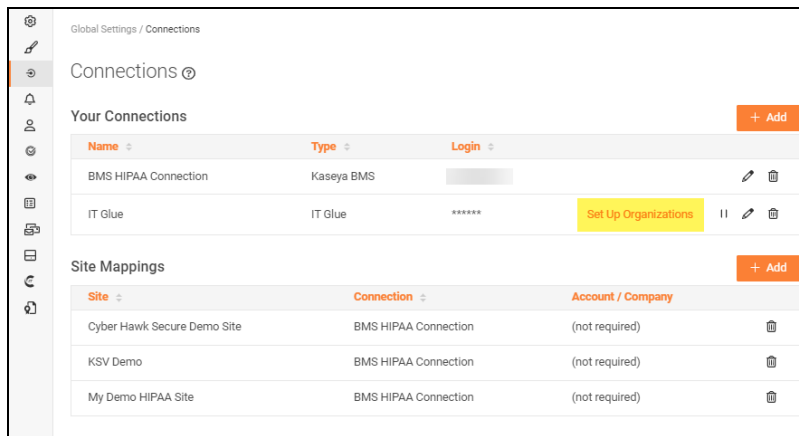 Global Settings / Connections
Connections
Your Connections
+ Add
Name Type Login
BMS HIPAA Connection Kaseya BMS
IT Glue IT Glue ****** Set Up Organizations
Site Mappings
+ Add
Site Connection Account / Company
Cyber Hawk Secure Demo Site BMS HIPAA Connection (not required)
KSV Demo BMS HIPAA Connection (not required)
My Demo HIPAA Site BMS HIPAA Connection (not required)